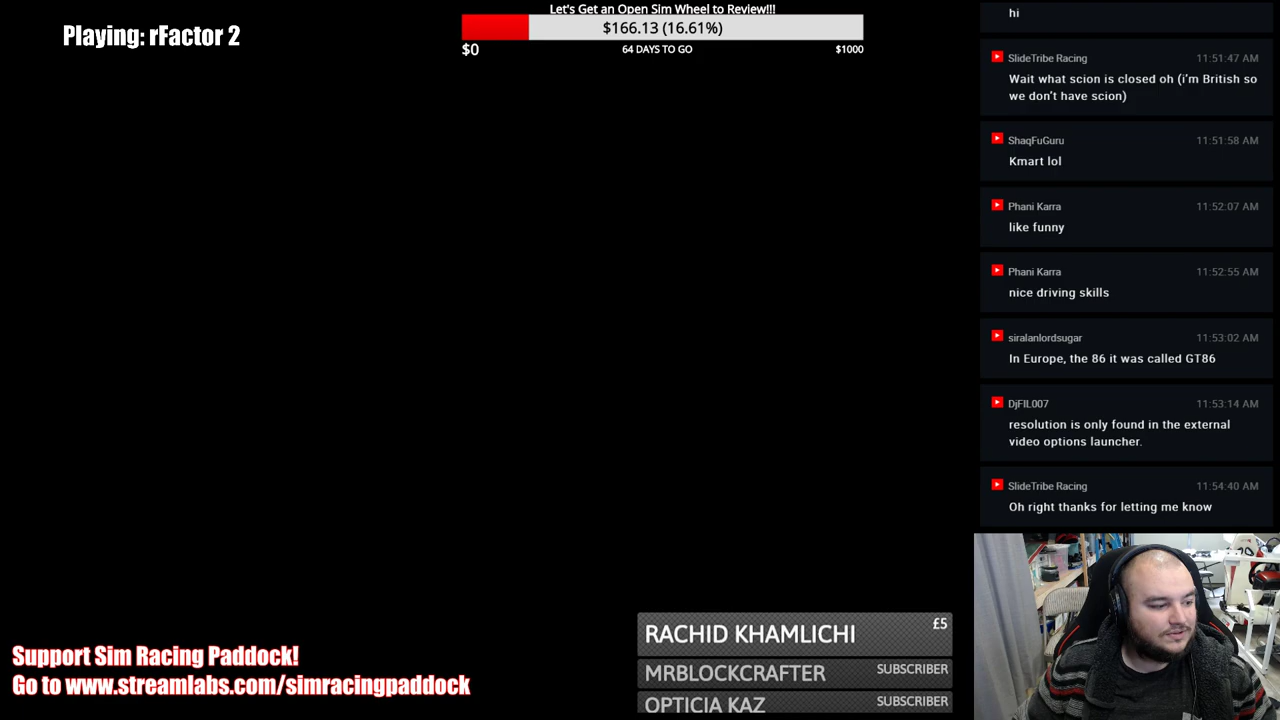 Playing: rFactor 2
Let's Get an Open Sim Wheel to Review!!!
$166.13 (16.61%)
$0
64 DAYS TO GO
$1000
hi
SlideTribe Racing
11:51:47 AM
Wait what scion is closed oh (i'm British so
we don't have scion)
ShaqFuGuru
11:51:58 AM
Kmart lol
Phani Karra
11:52:07 AM
like funny
Phani Karra
11:52:55 AM
nice driving skills
siralanlordsugar
11:53:02 AM
In Europe, the 86 it was called GT86
DjFIL007
11:53:14 AM
resolution is only found in the external
video options launcher.
SlideTribe Racing
11:54:40 AM
Oh right thanks for letting me know
RACHID KHAMLICHI
£5
MRBLOCKCRAFTER
SUBSCRIBER
OPTICIA KAZ
SUBSCRIBER
Support Sim Racing Paddock!
Go to www.streamlabs.com/simracingpaddock